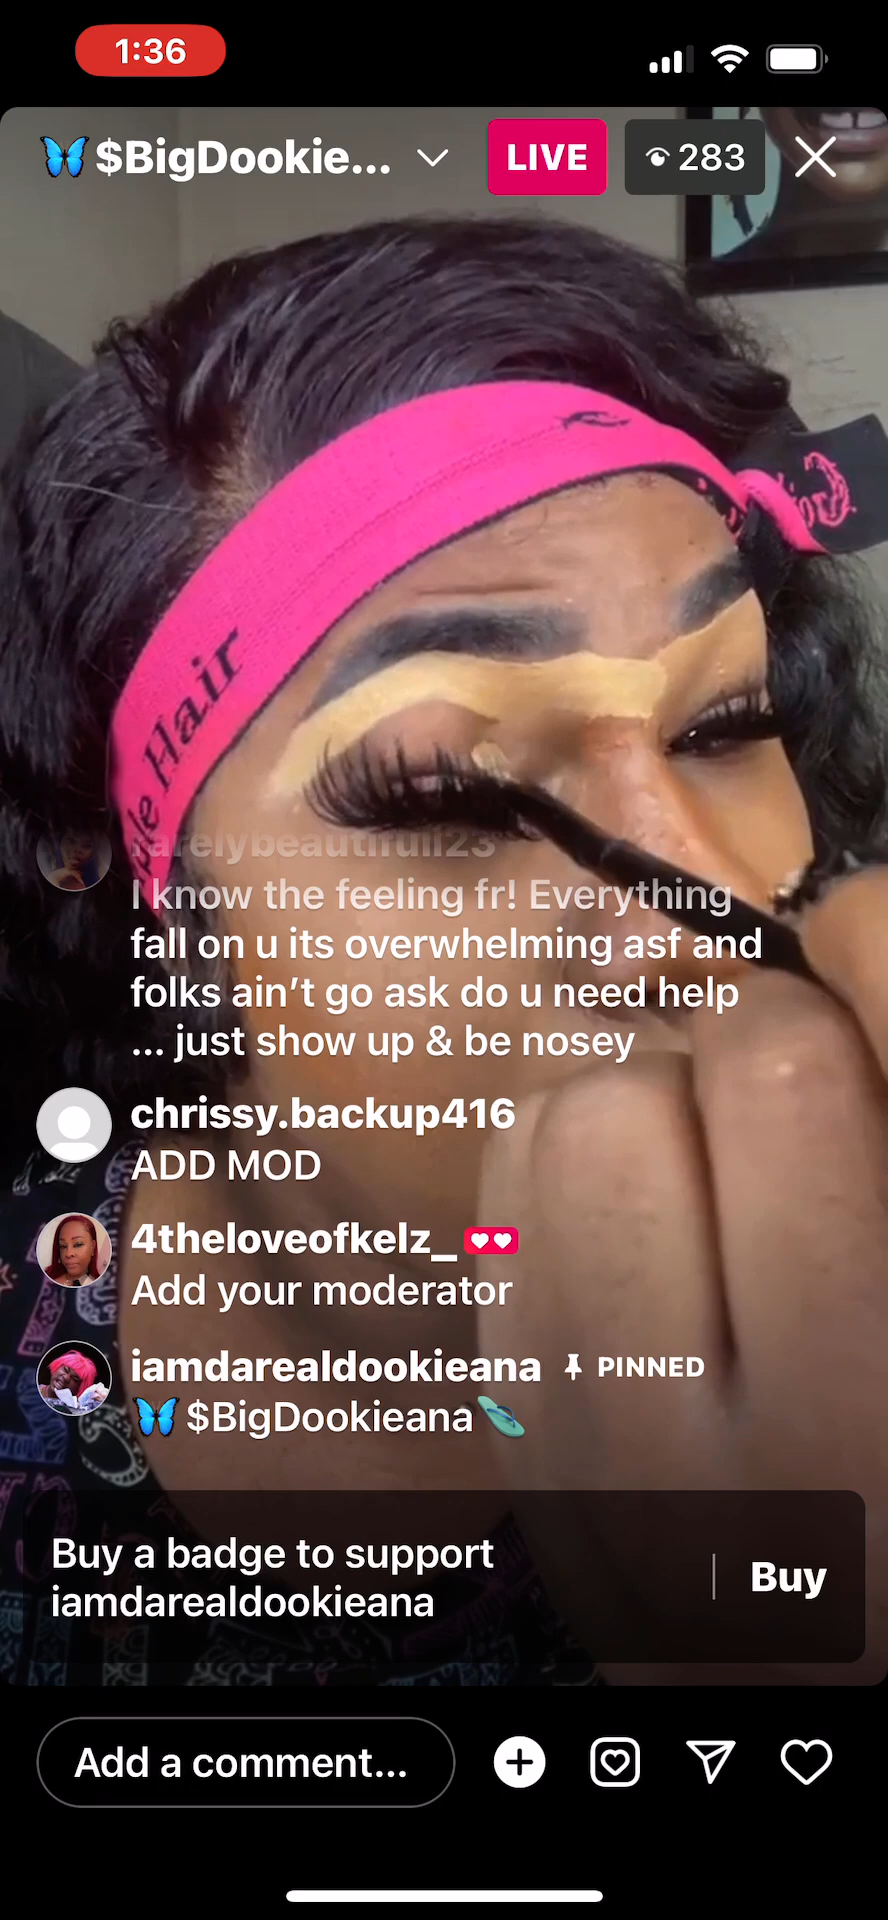 1:36
🦋 $BigDookie...
LIVE
283
Hair
rarelybeautifull23
I know the feeling fr! Everything
fall on u its overwhelming asf and
folks ain't go ask do u need help
... just show up & be nosey
chrissy.backup416
ADD MOD
4theloveofkelz_
Add your moderator
iamdarealdookieana PINNED
🦋 $BigDookieana🩴
Buy a badge to support
iamdarealdookieana
Buy
Add a comment...